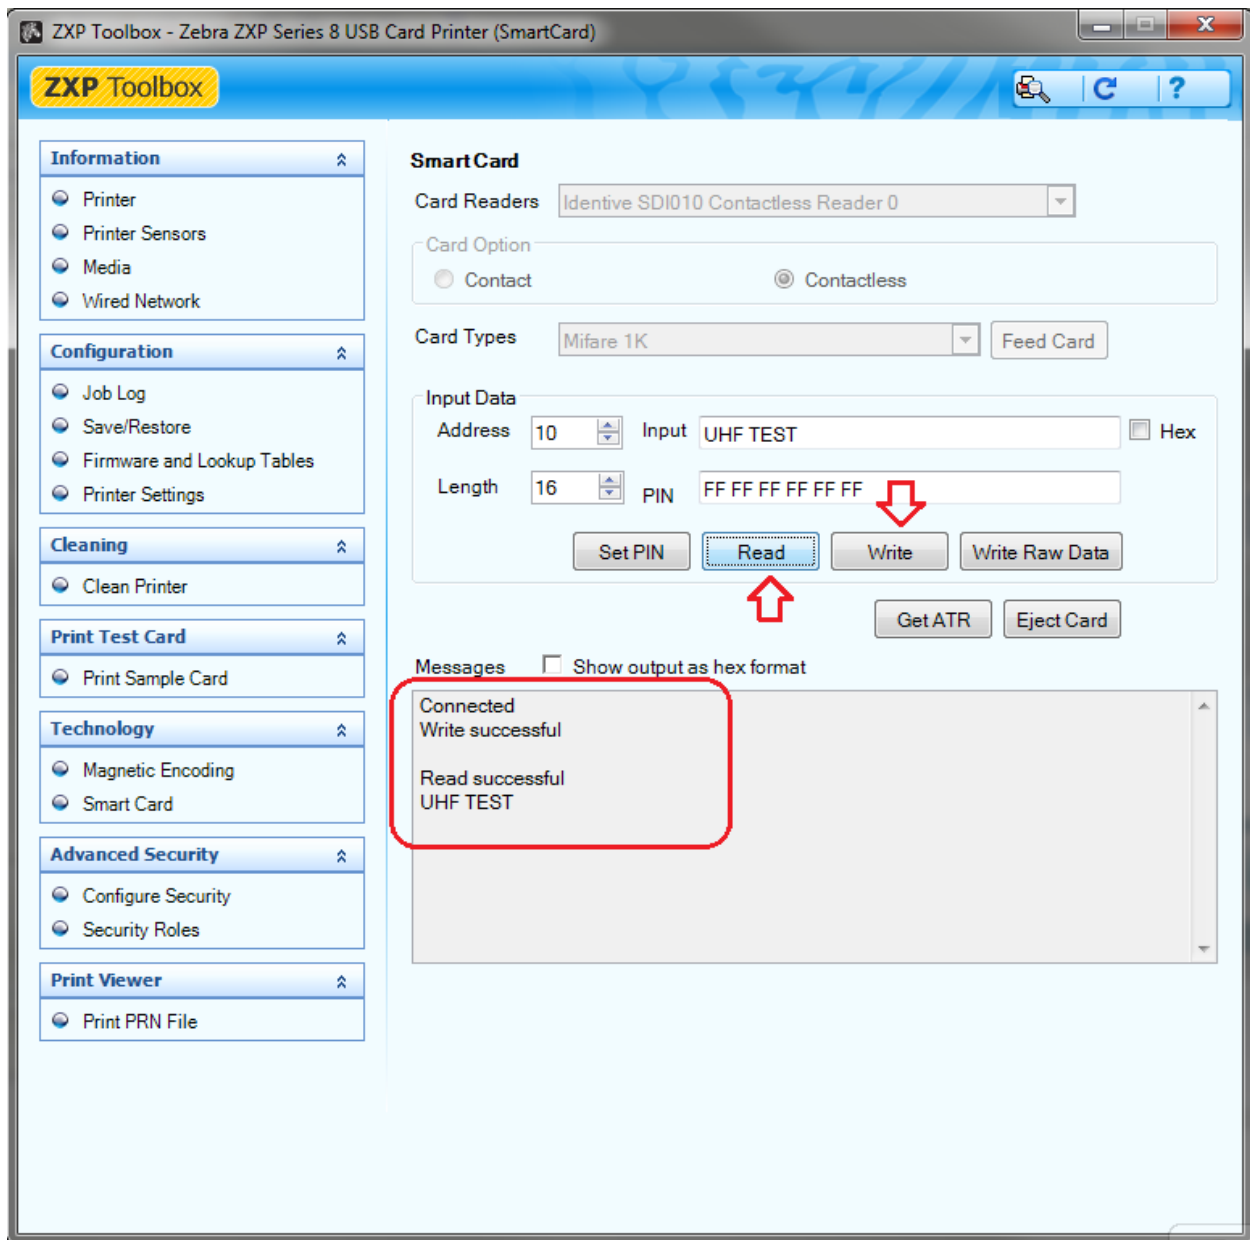 ZXP Toolbox - Zebra ZXP Series 8 USB Card Printer (SmartCard)
ZXP Toolbox
?
Information
Printer
Printer Sensors
Media
Wired Network
Configuration
Job Log
Save/Restore
Firmware and Lookup Tables
Printer Settings
Cleaning
Clean Printer
Print Test Card
Print Sample Card
Technology
Magnetic Encoding
Smart Card
Advanced Security
Configure Security
Security Roles
Print Viewer
Print PRN File
Smart Card
Card Readers Identive SDI010 Contactless Reader 0
Card Option
Contact Contactless
Card Types Mifare 1K Feed Card
Input Data
Address 10 Input UHF TEST Hex
Length 16 PIN FF FF FF FF FF FF
Set PIN Read Write Write Raw Data
Get ATR Eject Card
Messages Show output as hex format
Connected
Write successful
Read successful
UHF TEST